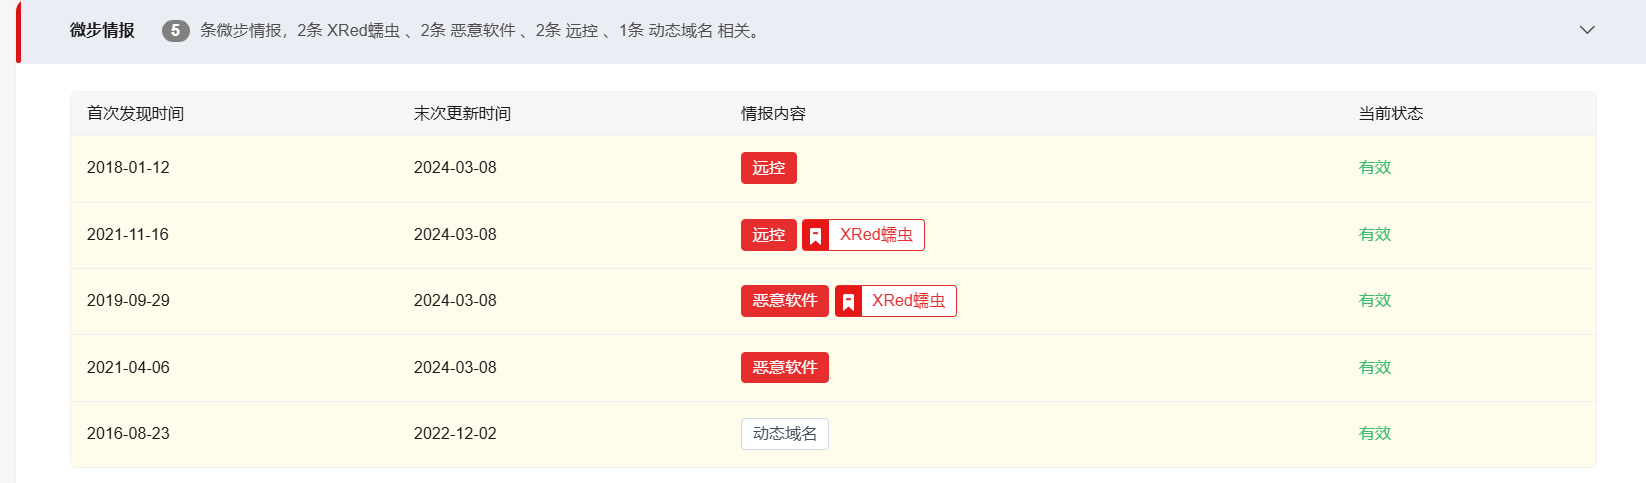 微步情报 5 条微步情报，2条 XRed蠕虫 、2条 恶意软件 、2条 远控 、1条 动态域名 相关。
首次发现时间 末次更新时间 情报内容 当前状态
2018-01-12 2024-03-08 远控 有效
2021-11-16 2024-03-08 远控 XRed蠕虫 有效
2019-09-29 2024-03-08 恶意软件 XRed蠕虫 有效
2021-04-06 2024-03-08 恶意软件 有效
2016-08-23 2022-12-02 动态域名 有效